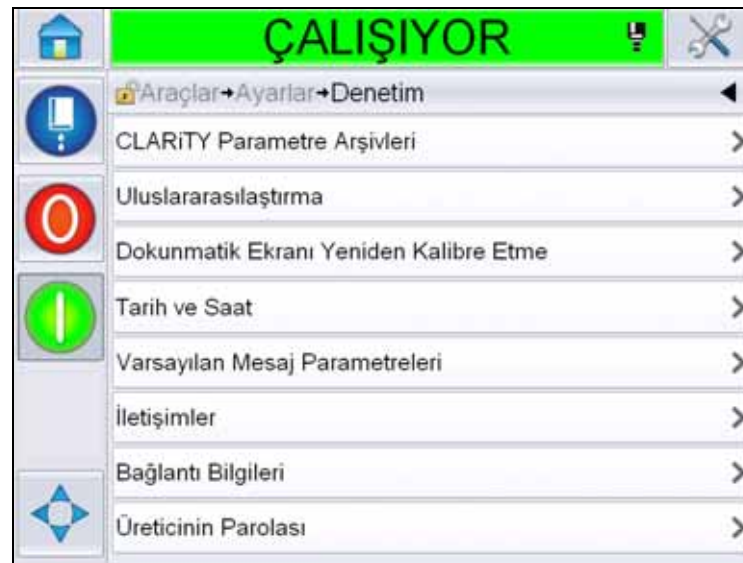 ÇALIŞIYOR
Araçlar→Ayarlar→Denetim
CLARiTY Parametre Arşivleri
Uluslararasılaştırma
Dokunmatik Ekranı Yeniden Kalibre Etme
Tarih ve Saat
Varsayılan Mesaj Parametreleri
İletişimler
Bağlantı Bilgileri
Üreticinin Parolası